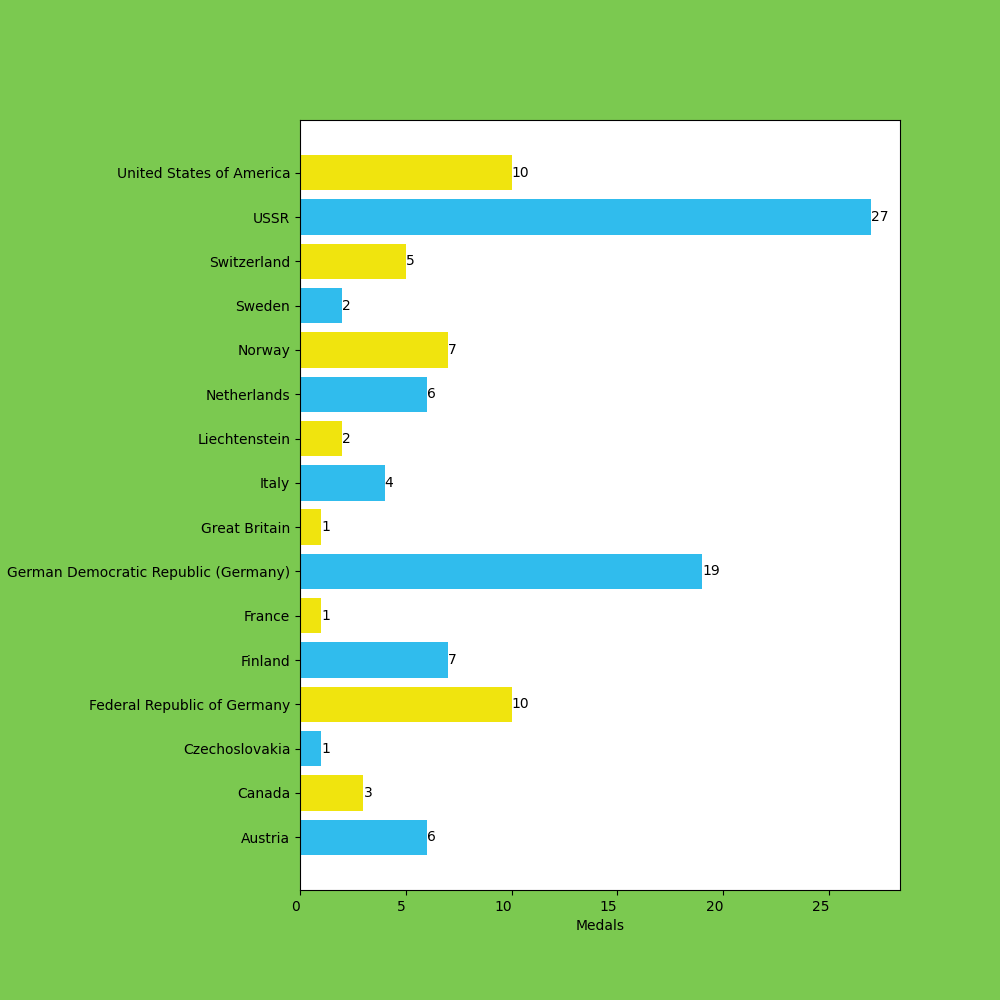 United States of America 10
USSR 27
Switzerland 5
Sweden 2
Norway 7
Netherlands 6
Liechtenstein 2
Italy 4
Great Britain 1
German Democratic Republic (Germany) 19
France 1
Finland 7
Federal Republic of Germany 10
Czechoslovakia 1
Canada 3
Austria 6
0 5 10 15 20 25
Medals